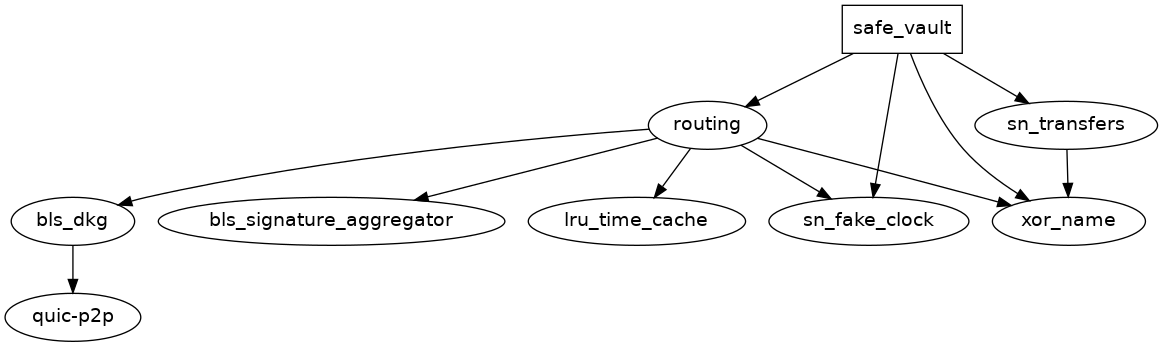 safe_vault
routing
sn_transfers
bls_dkg
bls_signature_aggregator
lru_time_cache
sn_fake_clock
xor_name
quic-p2p